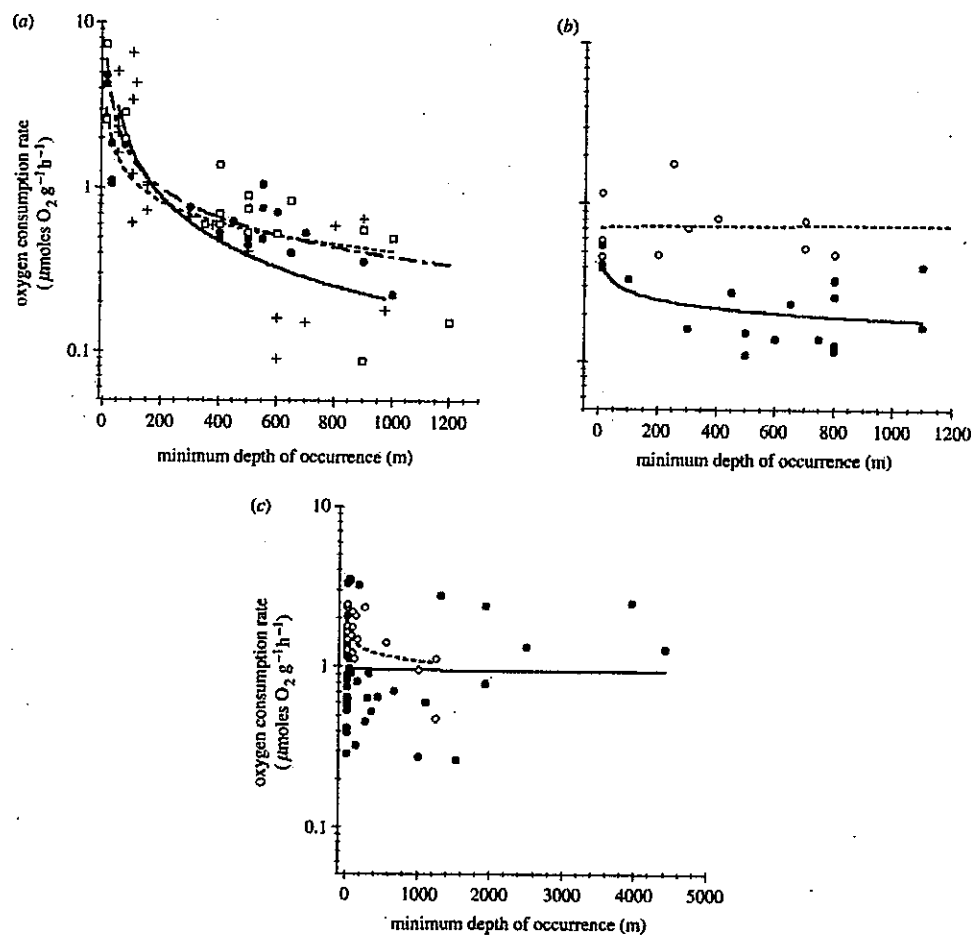 (a)
10
1
0.1
oxygen consumption rate
(μmoles O₂ g⁻¹h⁻¹)
0 200 400 600 800 1000 1200
minimum depth of occurrence (m)
(b)
0 200 400 600 800 1000 1200
minimum depth of occurrence (m)
(c)
10
1
0.1
oxygen consumption rate
(μmoles O₂ g⁻¹h⁻¹)
0 1000 2000 3000 4000 5000
minimum depth of occurrence (m)